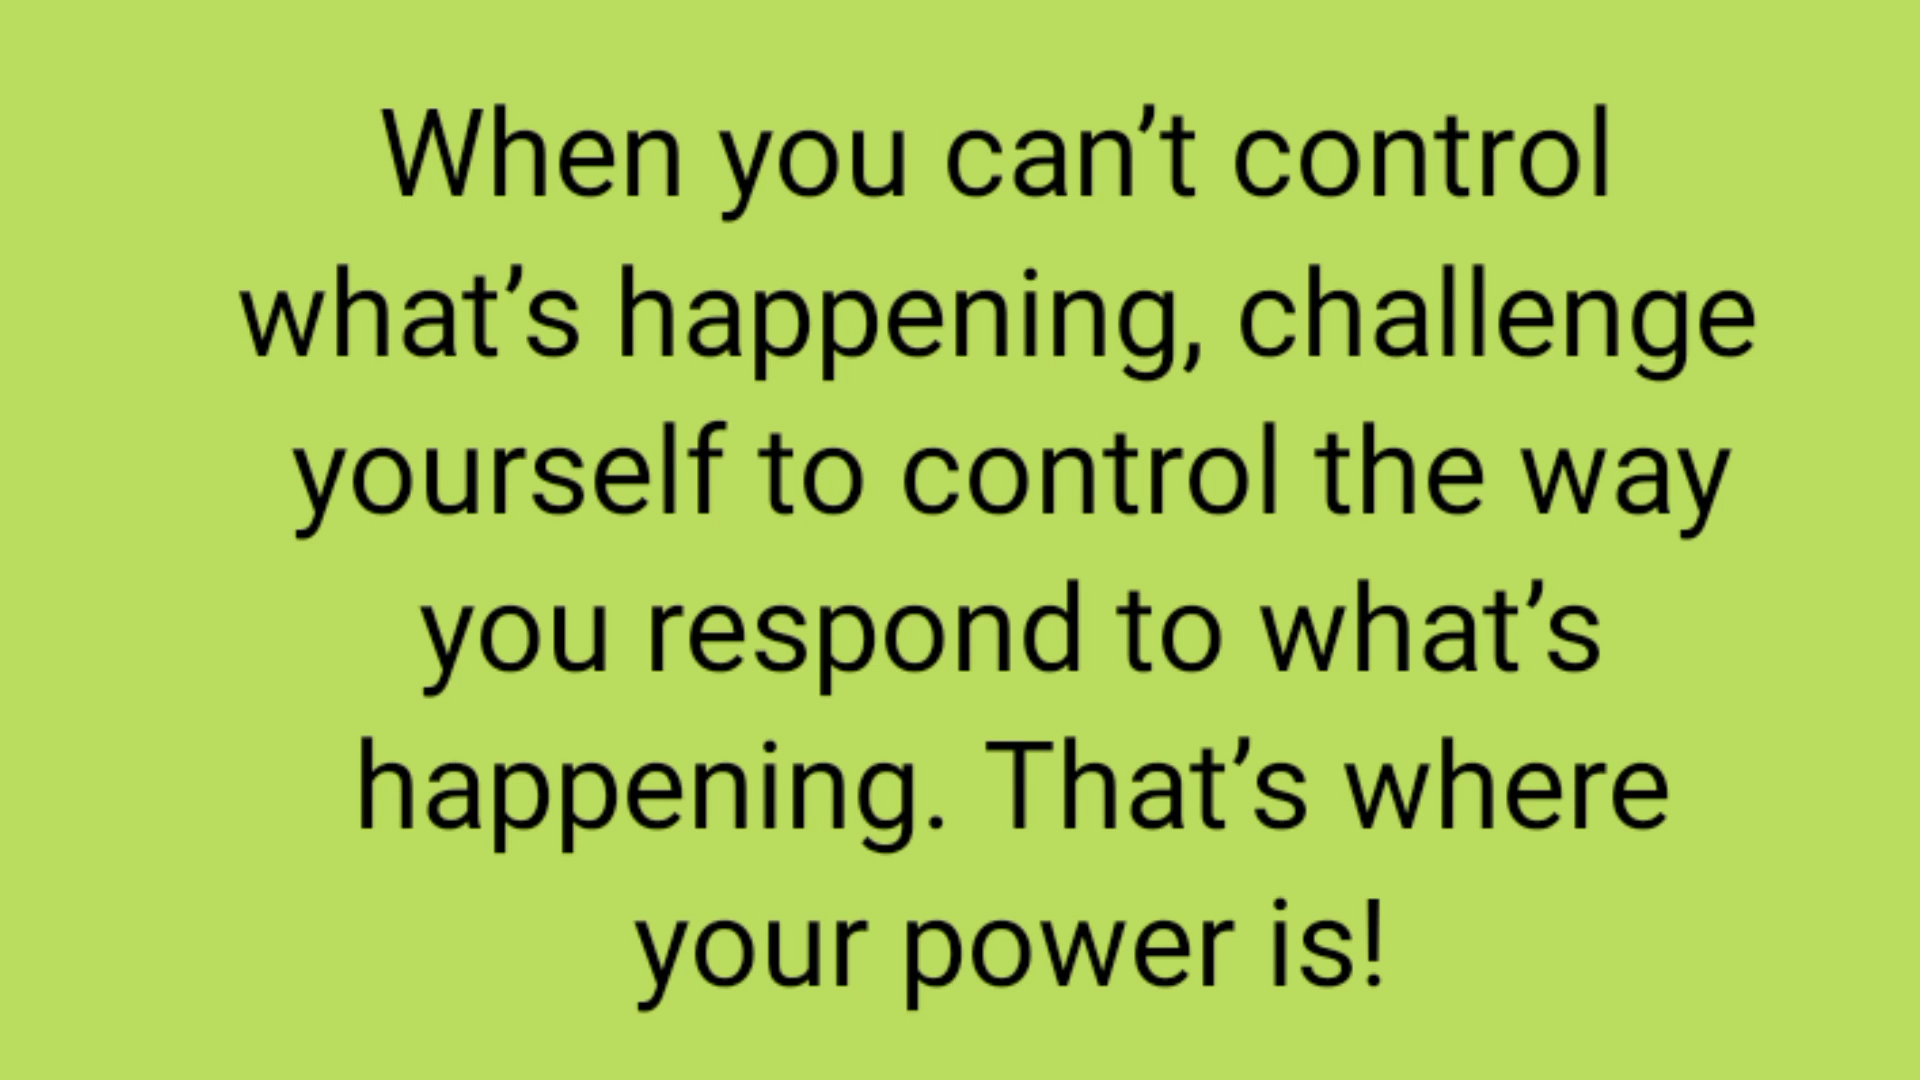 When you can’t control
what’s happening, challenge
yourself to control the way
you respond to what’s
happening. That’s where
your power is!